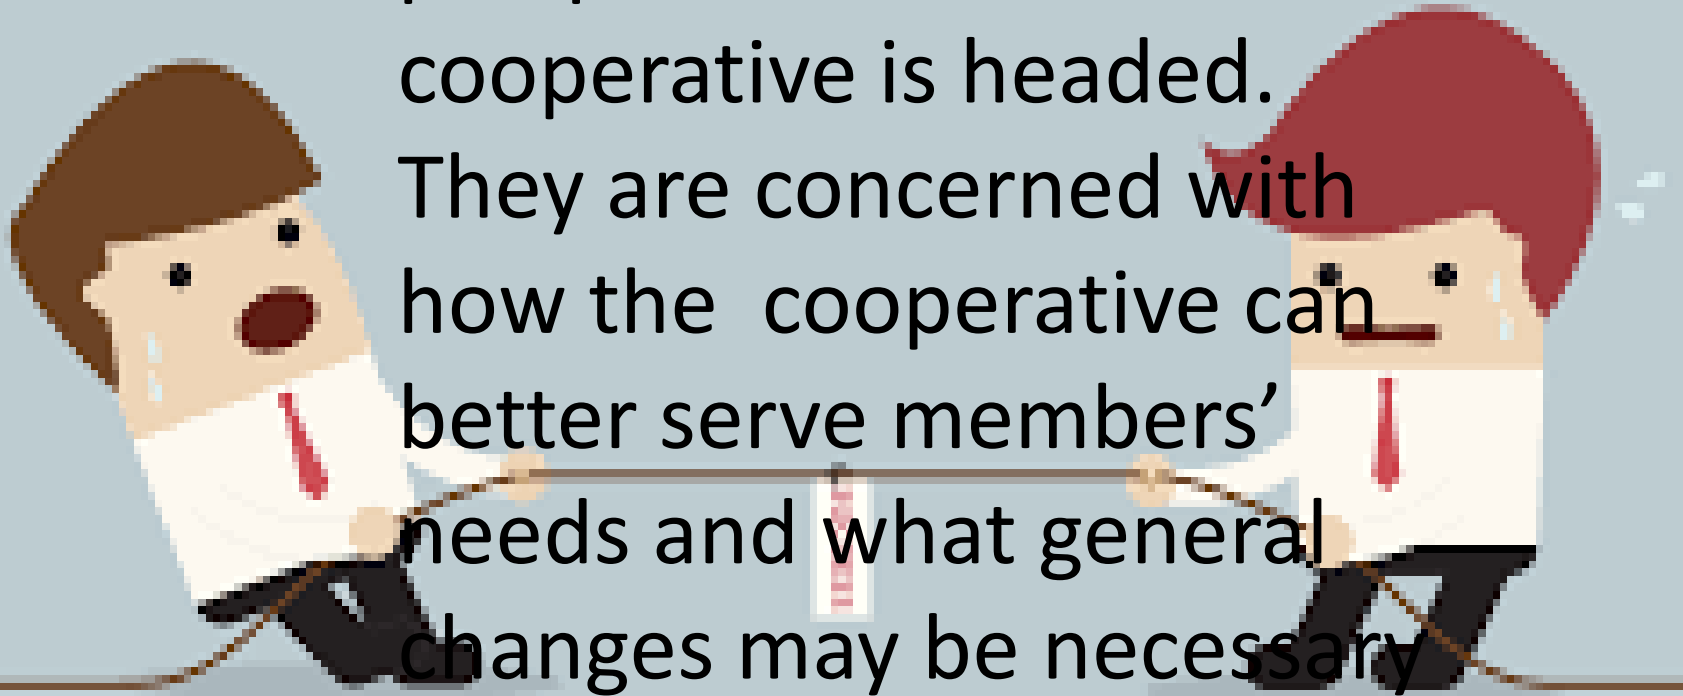 cooperative is headed.
They are concerned with
how the  cooperative can
better serve members’
needs and what general
changes may be necessary